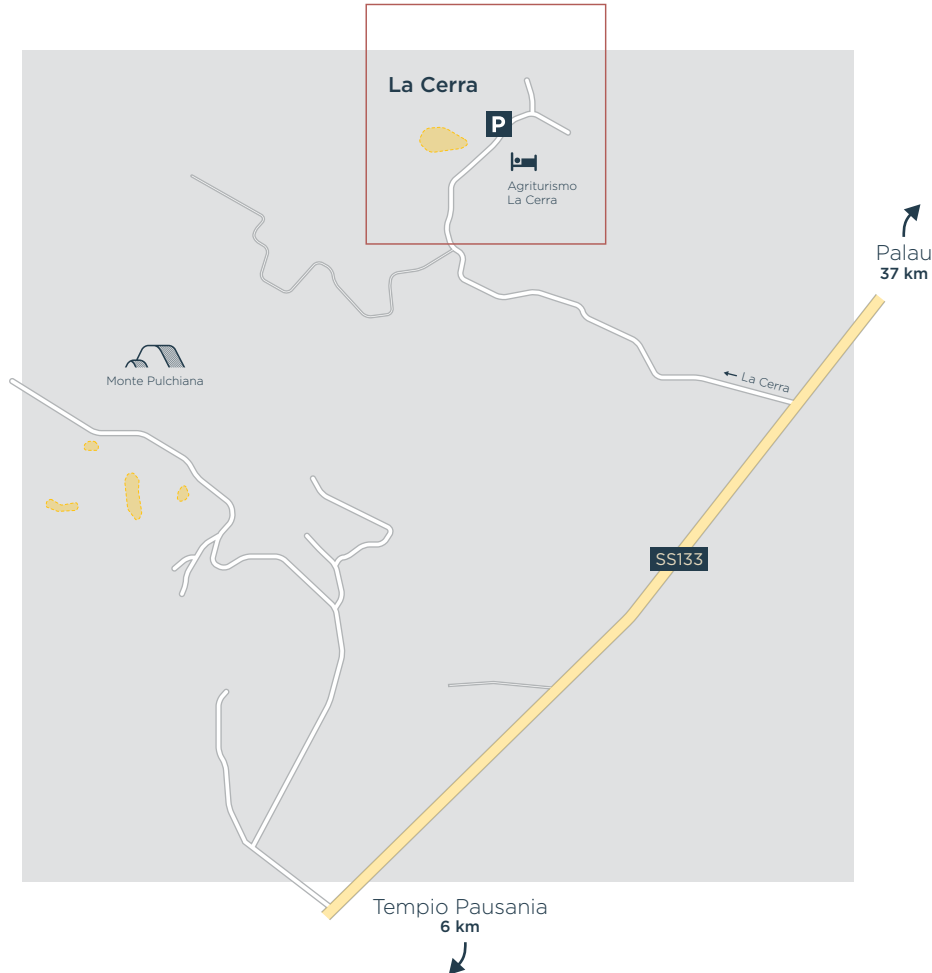 La Cerra
P
Agriturismo
La Cerra
Palau
37 km
Monte Pulchiana
La Cerra
SS133
Tempio Pausania
6 km